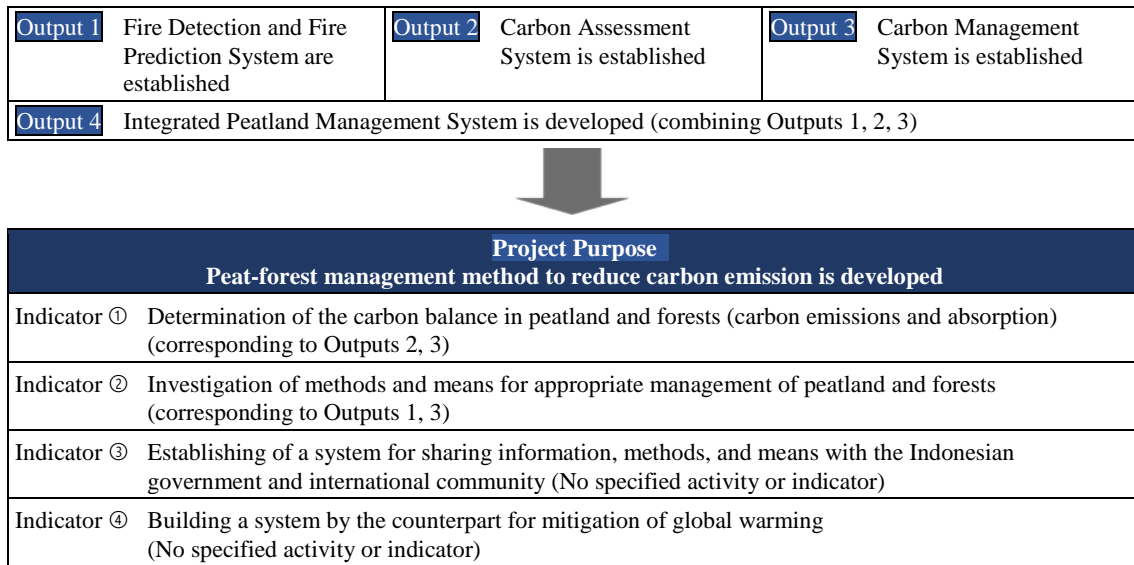 Output 1 Fire Detection and Fire
Prediction System are
established
Output 2 Carbon Assessment
System is established
Output 3 Carbon Management
System is established
Output 4 Integrated Peatland Management System is developed (combining Outputs 1, 2, 3)
Project Purpose
Peat-forest management method to reduce carbon emission is developed
Indicator ① Determination of the carbon balance in peatland and forests (carbon emissions and absorption)
(corresponding to Outputs 2, 3)
Indicator ② Investigation of methods and means for appropriate management of peatland and forests
(corresponding to Outputs 1, 3)
Indicator ③ Establishing of a system for sharing information, methods, and means with the Indonesian
government and international community (No specified activity or indicator)
Indicator ④ Building a system by the counterpart for mitigation of global warming
(No specified activity or indicator)